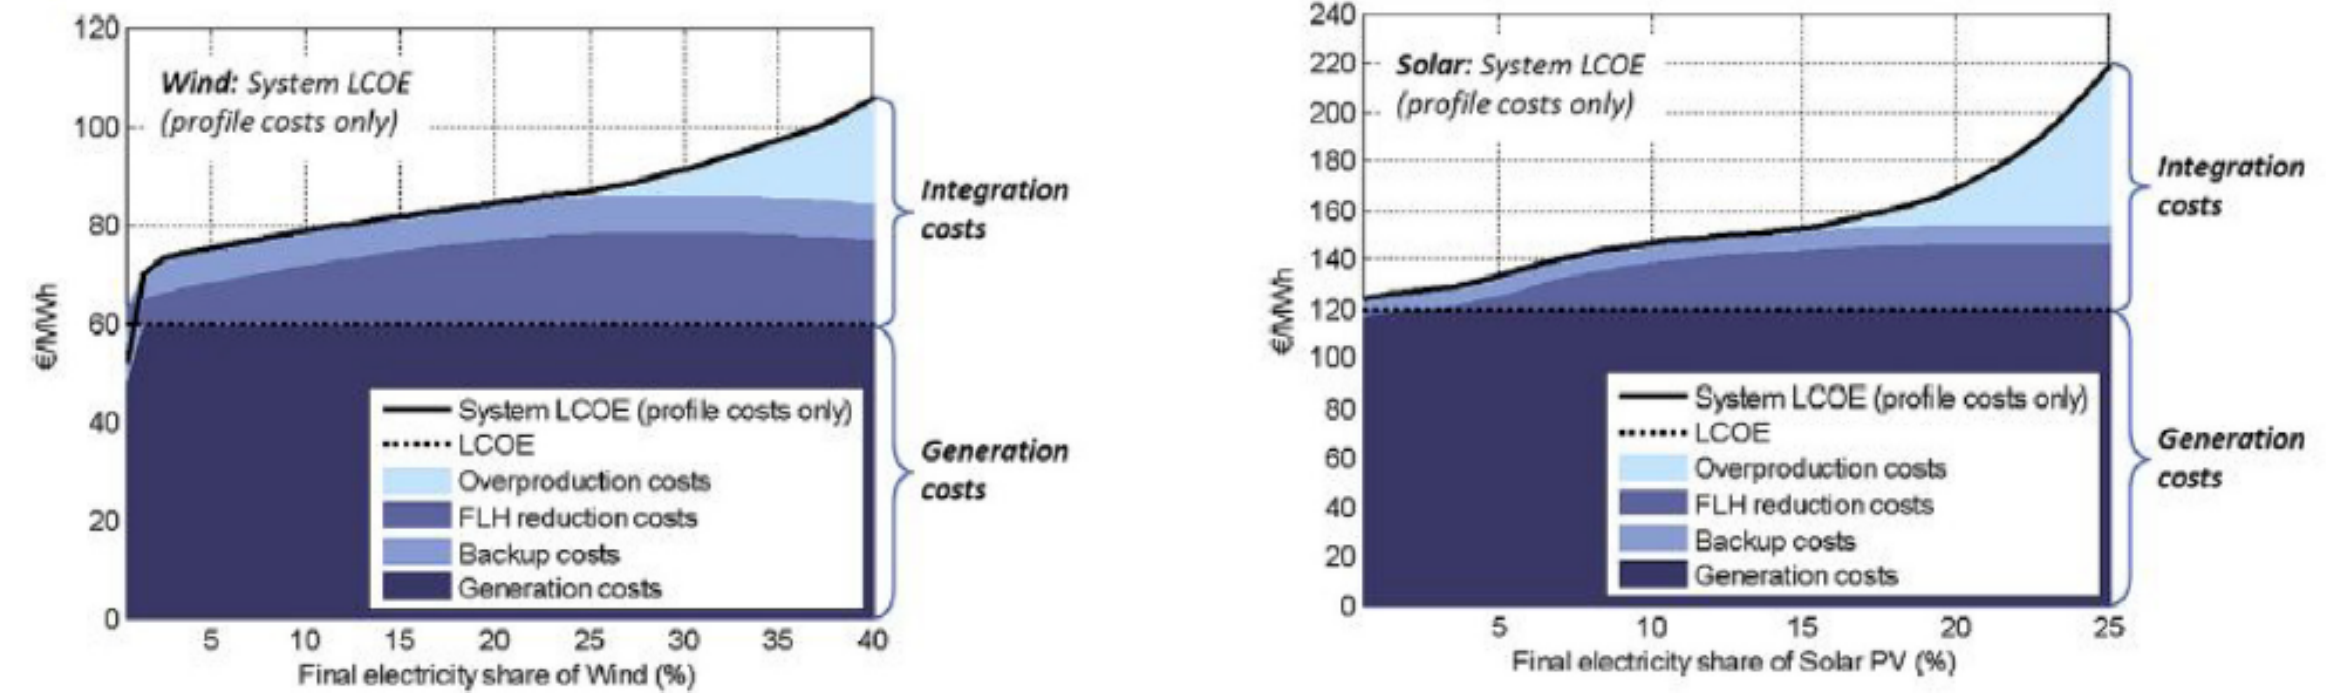 120
100
80
60
40
20
0
€/MWh
Wind: System LCOE
(profile costs only)
System LCOE (profile costs only)
LCOE
Overproduction costs
FLH reduction costs
Backup costs
Generation costs
5 10 15 20 25 30 35 40
Final electricity share of Wind (%)
Integration
costs
Generation
costs
240
220
200
180
160
140
120
100
80
60
40
20
0
€/MWh
Solar: System LCOE
(profile costs only)
System LCOE (profile costs only)
LCOE
Overproduction costs
FLH reduction costs
Backup costs
Generation costs
5 10 15 20 25
Final electricity share of Solar PV (%)
Integration
costs
Generation
costs